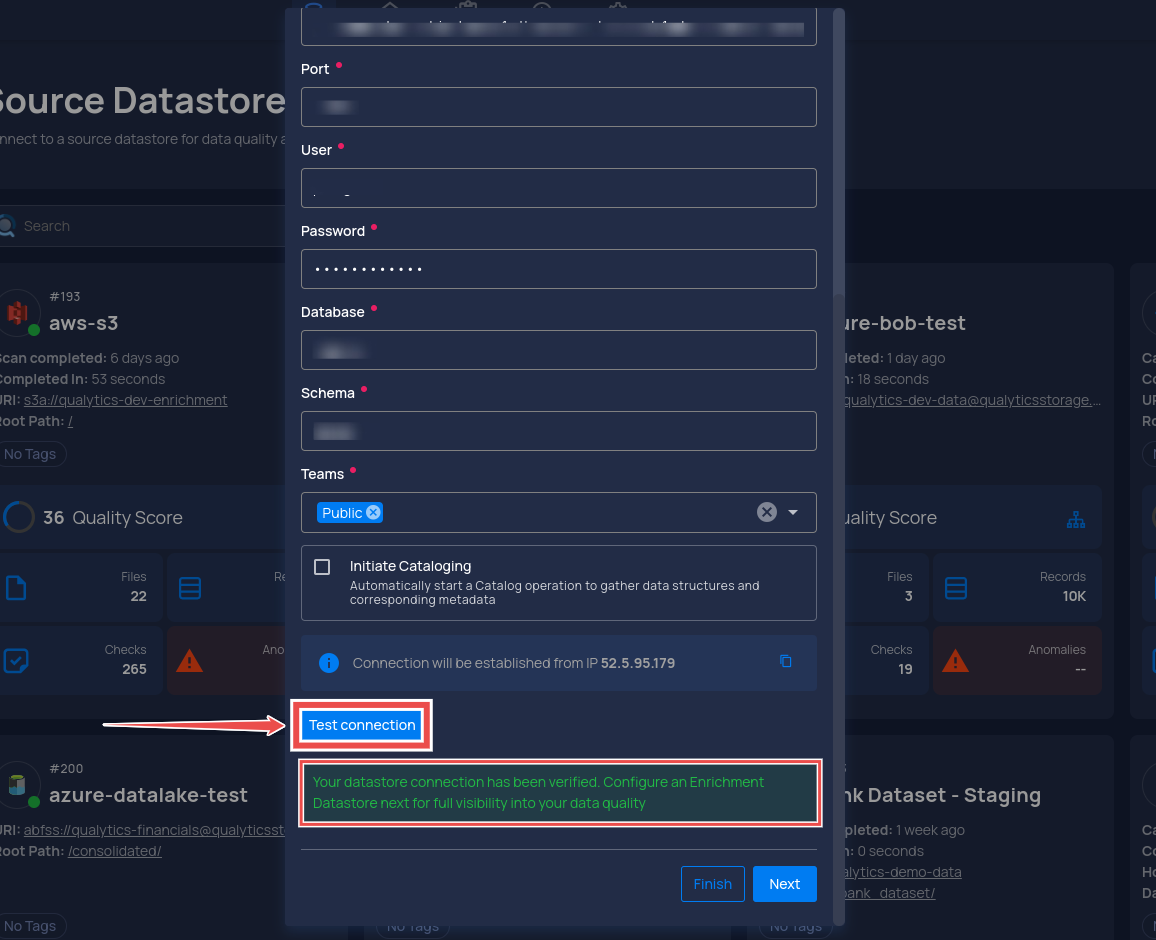 Source Datastore
nnect to a source datastore for data quality a
Search
#193
aws-s3
Scan completed: 6 days ago
Completed In: 53 seconds
URI: s3a://qualytics-dev-enrichment
Root Path: /
No Tags
36 Quality Score
Files
22
Re
Checks
265
Ano
#200
azure-datalake-test
URI: abfss://qualytics-financials@qualyticsst
Root Path: /consolidated/
No Tags
Port
User
Password
••••••••••••
Database
Schema
Teams
Public
Initiate Cataloging
Automatically start a Catalog operation to gather data structures and
corresponding metadata
Connection will be established from IP 52.5.95.179
Test connection
Your datastore connection has been verified. Configure an Enrichment
Datastore next for full visibility into your data quality
Finish
Next
No Tags
ure-bob-test
leted: 1 day ago
n: 18 seconds
qualytics-dev-data@qualyticsstorage....
uality Score
Files
3
Records
10K
Checks
19
Anomalies
--
nk Dataset - Staging
pleted: 1 week ago
n: 0 seconds
alytics-demo-data
bank_dataset/
No Tags
Ca
Co
UR
Ro
Ca
Co
Ho
Da